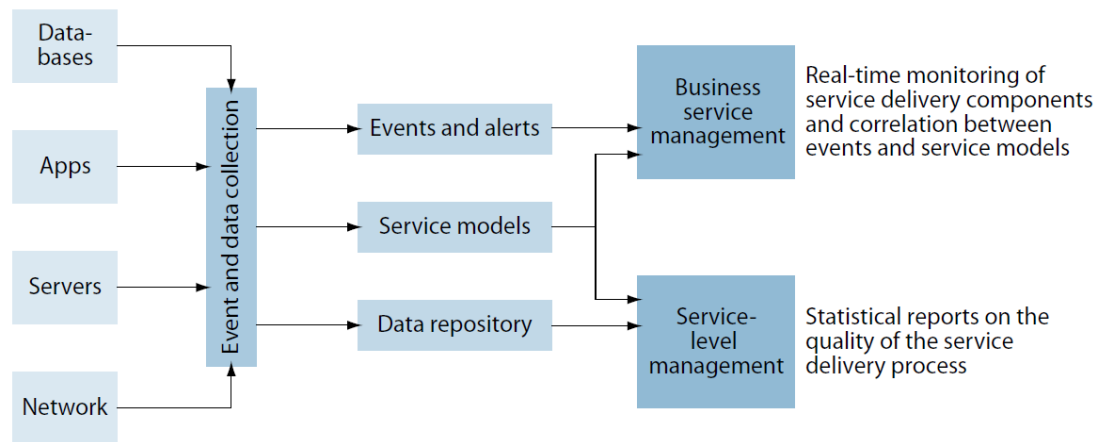 Data-
bases
Apps
Servers
Network
Event and data collection
Events and alerts
Service models
Data repository
Business
service
management
Real-time monitoring of
service delivery components
and correlation between
events and service models
Service-
level
management
Statistical reports on the
quality of the service
delivery process